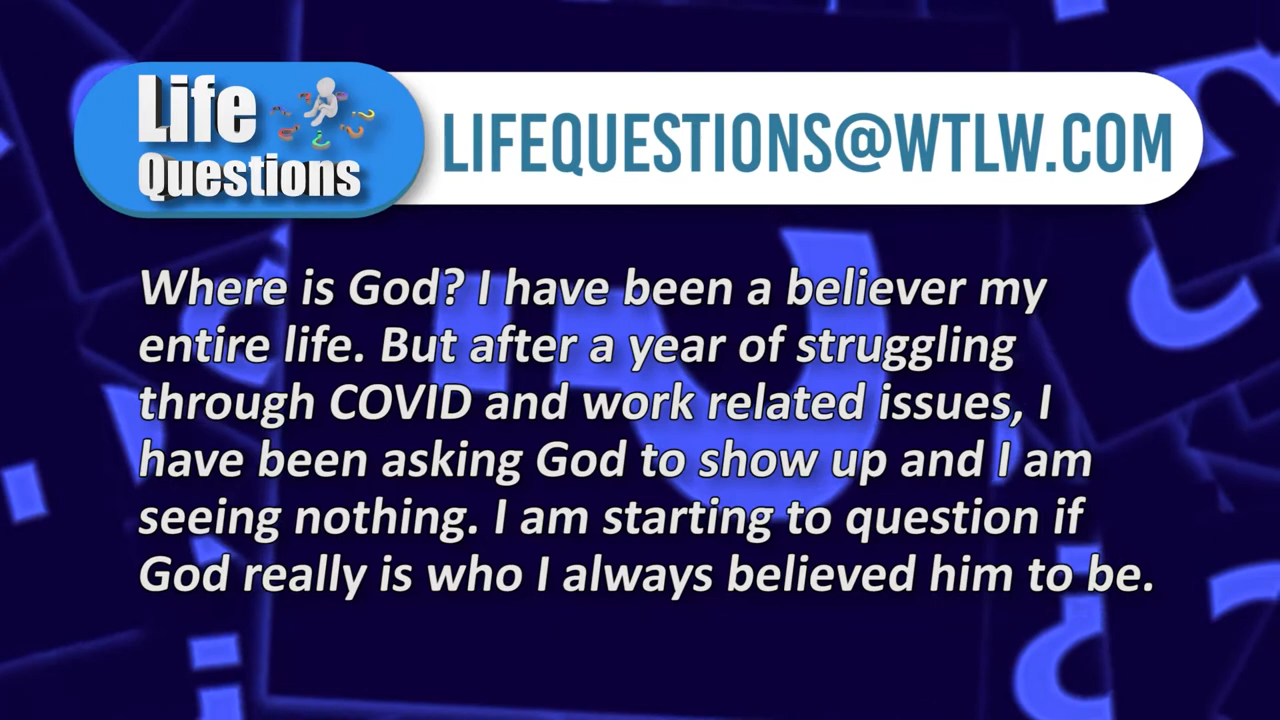 Life
Questions
LIFEQUESTIONS@WTLW.COM
Where is God? I have been a believer my
entire life. But after a year of struggling
through COVID and work related issues, I
have been asking God to show up and I am
seeing nothing. I am starting to question if
God really is who I always believed him to be.